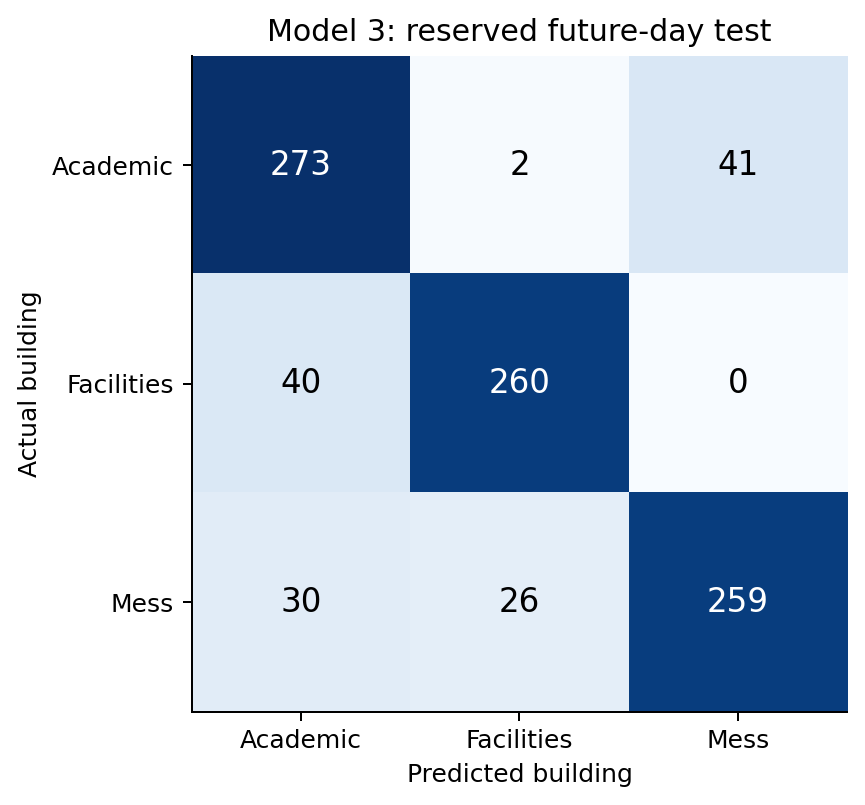 Model 3: reserved future-day test
Actual building
Academic
273 2 41
Facilities
40 260 0
Mess
30 26 259
Academic Facilities Mess
Predicted building